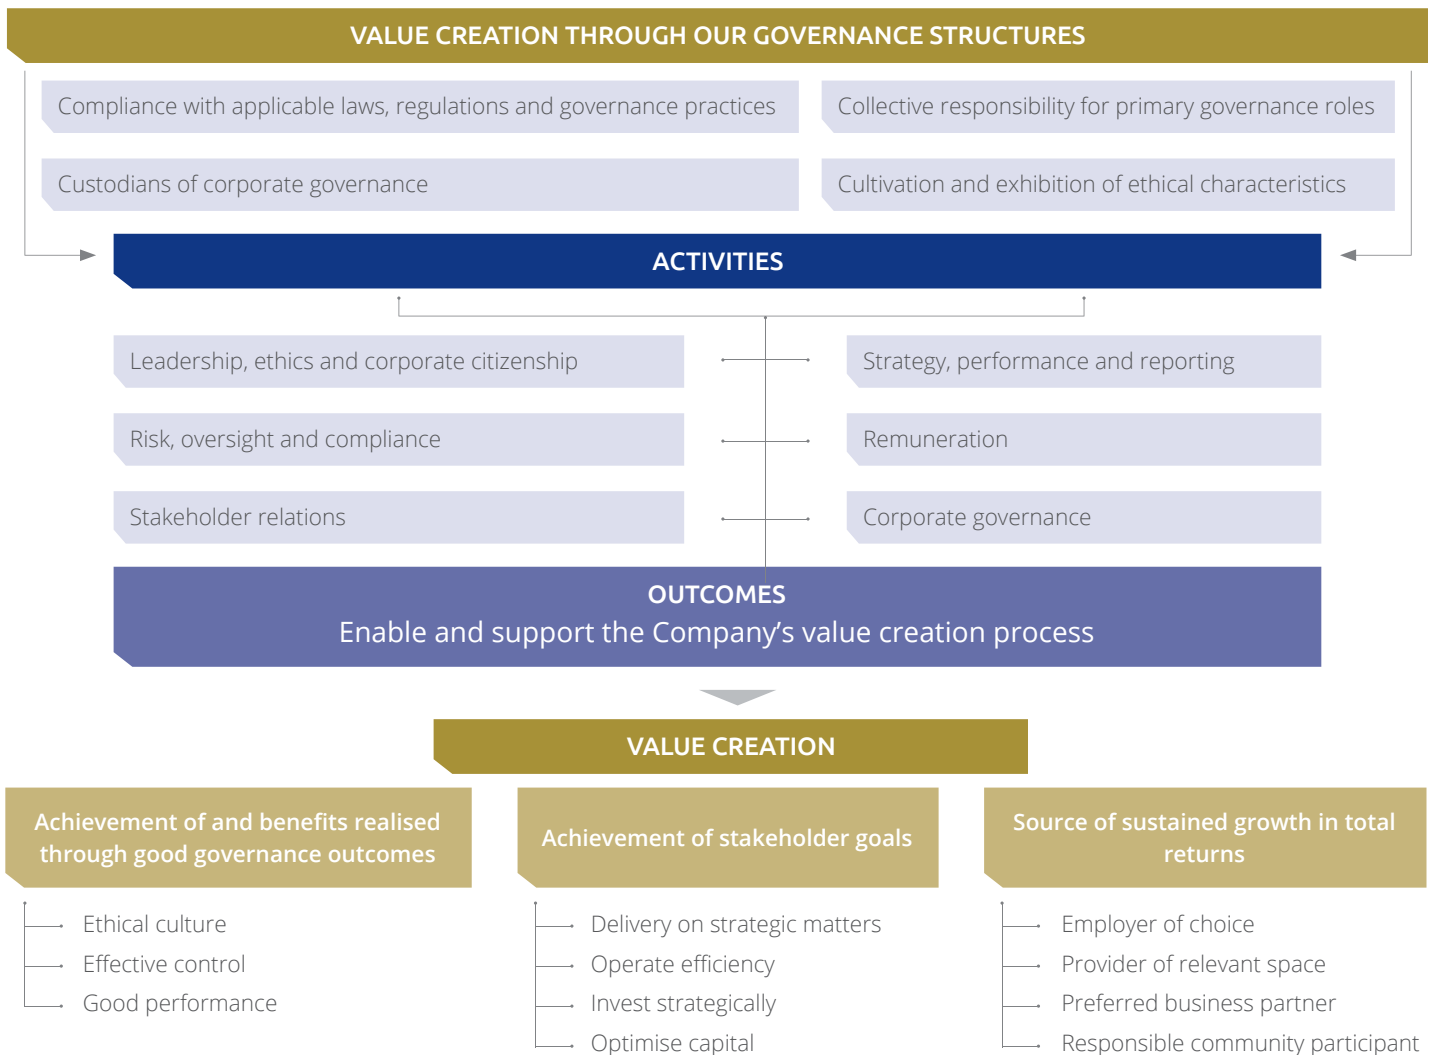 VALUE CREATION THROUGH OUR GOVERNANCE STRUCTURES
Compliance with applicable laws, regulations and governance practices
Collective responsibility for primary governance roles
Custodians of corporate governance
Cultivation and exhibition of ethical characteristics
ACTIVITIES
Leadership, ethics and corporate citizenship
Strategy, performance and reporting
Risk, oversight and compliance
Remuneration
Stakeholder relations
Corporate governance
OUTCOMES
Enable and support the Company's value creation process
VALUE CREATION
Achievement of and benefits realised
through good governance outcomes
Ethical culture
Effective control
Good performance
Achievement of stakeholder goals
Delivery on strategic matters
Operate efficiency
Invest strategically
Optimise capital
Source of sustained growth in total
returns
Employer of choice
Provider of relevant space
Preferred business partner
Responsible community participant